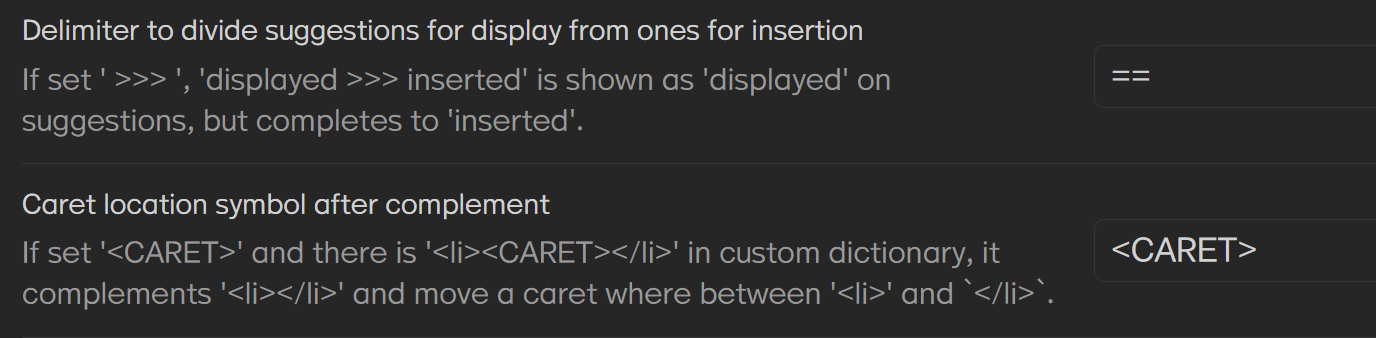 Delimiter to divide suggestions for display from ones for insertion
If set ' >>> ', 'displayed >>> inserted' is shown as 'displayed' on
suggestions, but completes to 'inserted'.
==
Caret location symbol after complement
If set '<CARET>' and there is '<li><CARET></li>' in custom dictionary, it
complements '<li></li>' and move a caret where between '<li>' and `</li>`.
<CARET>